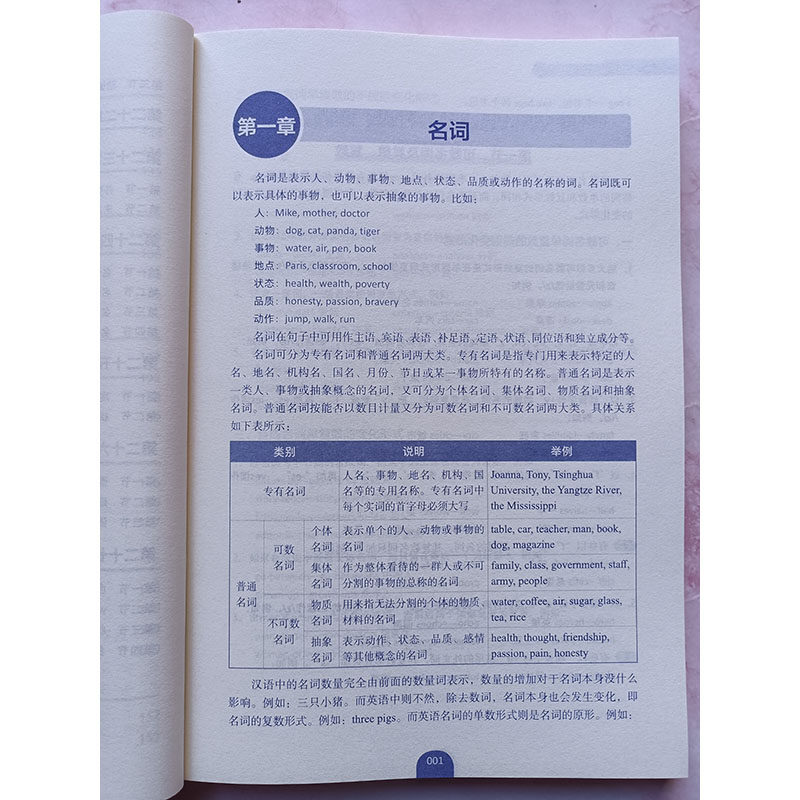 第一章
名词
名词是表示人、动物、事物、地点、状态、品质或动作的名称的词。名词既可
以表示具体的事物，也可以表示抽象的事物。比如：
人：Mike, mother, doctor
动物：dog, cat, panda, tiger
事物：water, air, pen, book
地点：Paris, classroom, school
状态：health, wealth, poverty
品质：honesty, passion, bravery
动作：jump, walk, run
名词在句子中可用作主语、宾语、表语、补足语、定语、状语、同位语和独立成分等。
名词可分为专有名词和普通名词两大类。专有名词是指专门用来表示特定的人
名、地名、机构名、国名、月份、节日或某一事物所特有的名称。普通名词是表示
一类人、事物或抽象概念的名词，又可分为个体名词、集体名词、物质名词和抽象
名词。普通名词按能否以数目计量又分为可数名词和不可数名词两大类。具体关系
如下表所示：
类别 说明 举例
人名、事物、地名、机构、国 Joanna, Tony, Tsinghua
专有名词 名等的专用名称。专有名词中 University, the Yangtze River,
每个实词的首字母必须大写 the Mississippi
普通
名词
可数
名词
个体 表示单个的人、动物或事物的 table, car, teacher, man, book,
名词 名词 dog, magazine
集体 作为整体看待的一群人或不可 family, class, government, staff,
名词 分割的事物的总称的名词 army, people
不可数
名词
物质 用来指无法分割的个体的物质、 water, coffee, air, sugar, glass,
名词 材料的名词 tea, rice
抽象 表示动作、状态、品质、感情 health, thought, friendship,
名词 等其他概念的名词 passion, pain, honesty
汉语中的名词数量完全由前面的数量词表示，数量的增加对于名词本身没什么
影响。例如：三只小猪。而英语中则不然，除去数词，名词本身也会发生变化，即
名词的复数形式。例如：three pigs。而英语名词的单数形式则是名词的原形。例如：
001